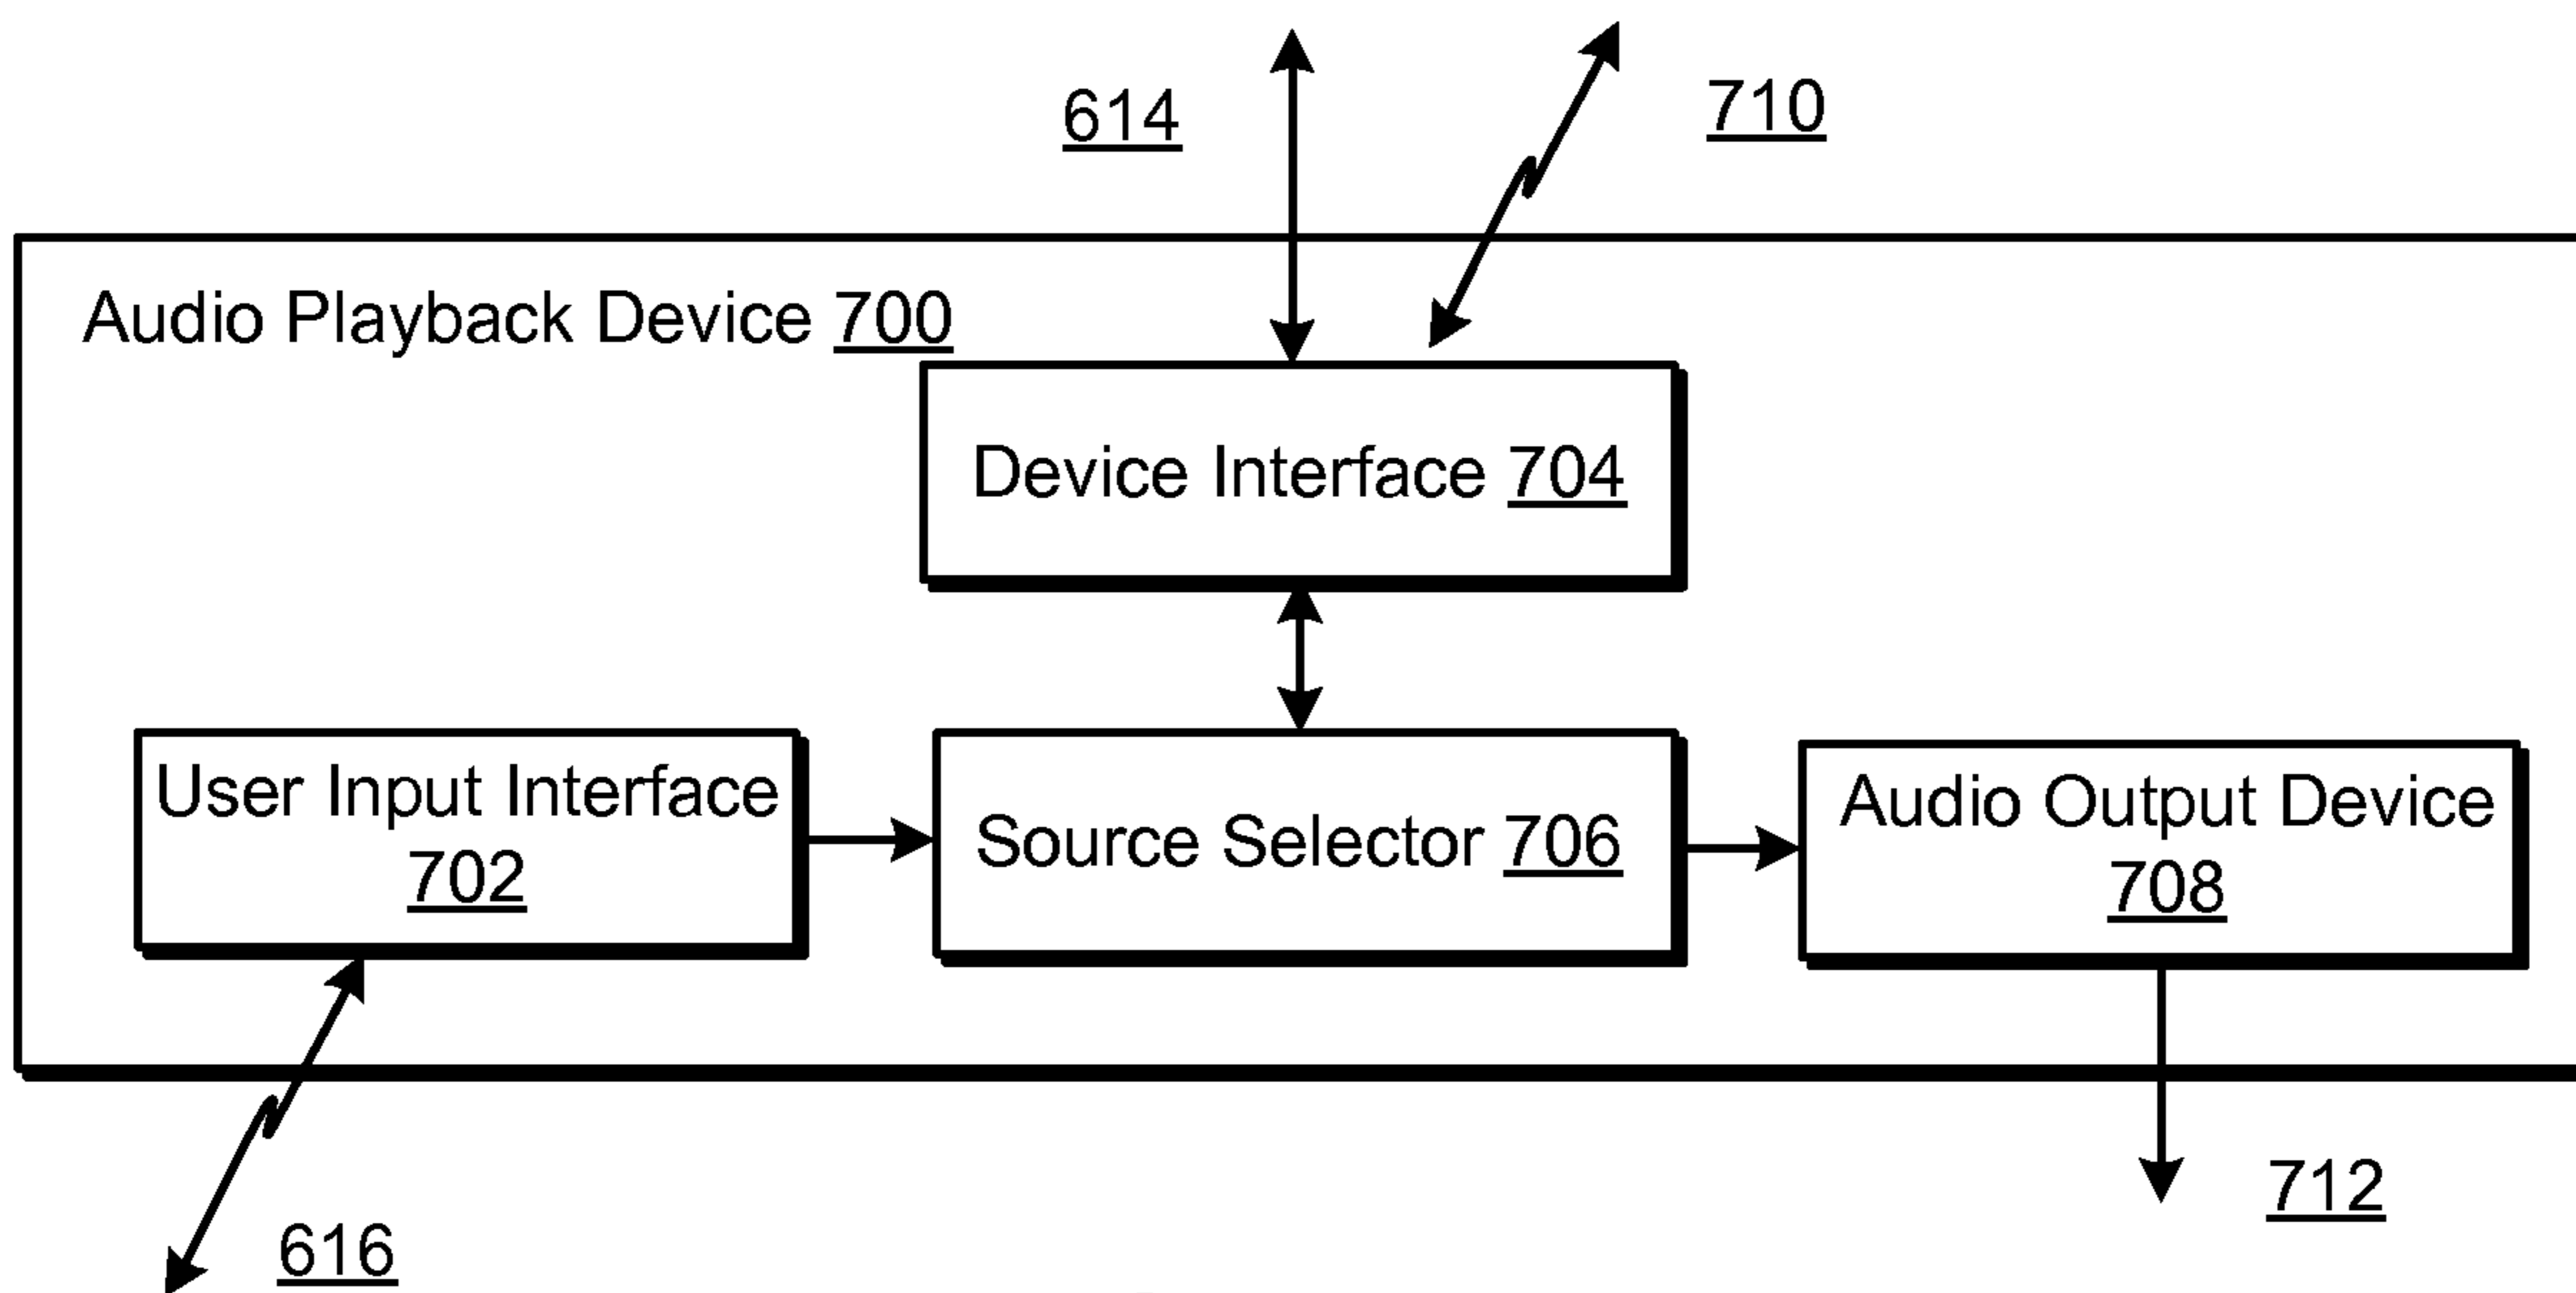 614
710
Audio Playback Device 700
Device Interface 704
User Input Interface
702
Source Selector 706
Audio Output Device
708
712
616